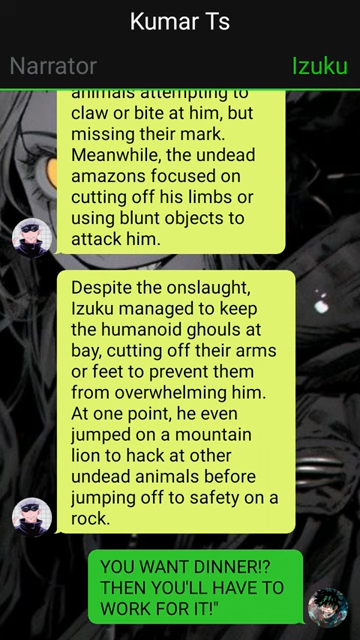 Kumar Ts
Narrator
Izuku
animals attempting to
claw or bite at him, but
missing their mark.
Meanwhile, the undead
amazons focused on
cutting off his limbs or
using blunt objects to
attack him.
Despite the onslaught,
Izuku managed to keep
the humanoid ghouls at
bay, cutting off their arms
or feet to prevent them
from overwhelming him.
At one point, he even
jumped on a mountain
lion to hack at other
undead animals before
jumping off to safety on a
rock.
YOU WANT DINNER!?
THEN YOU'LL HAVE TO
WORK FOR IT!"